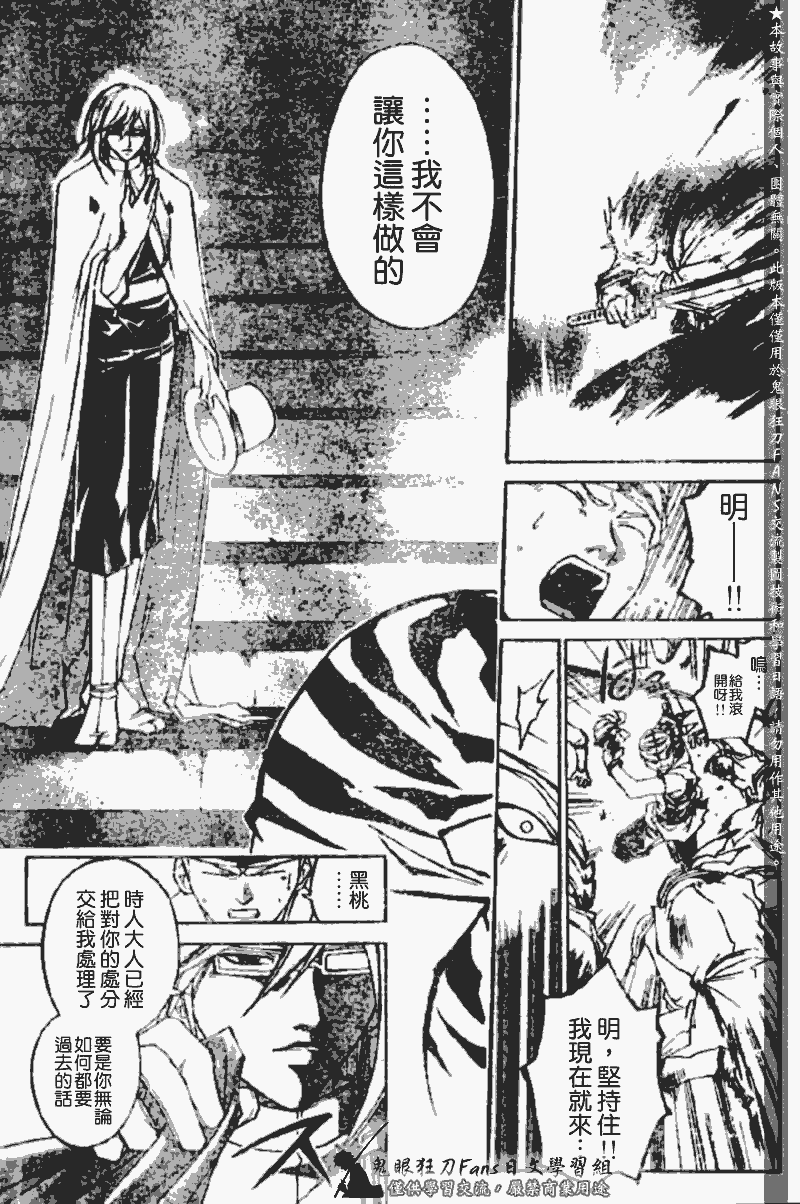 ★本故事與實際個人、團體無關。此版本僅僅用於鬼眼狂刀FANS交流製圖技術和學習日語，請勿用作其他用途。
明——!!
嗚…
給我滾
開呀!!
明，堅持住!!
我現在就來…
……我不會
讓你這樣做的
黑桃
……
時人大人已經
把對你的處分
交給我處理了
要是你無論
如何都要
過去的話
鬼眼狂刀Fans日文學習組
僅供學習交流，嚴禁商業用途